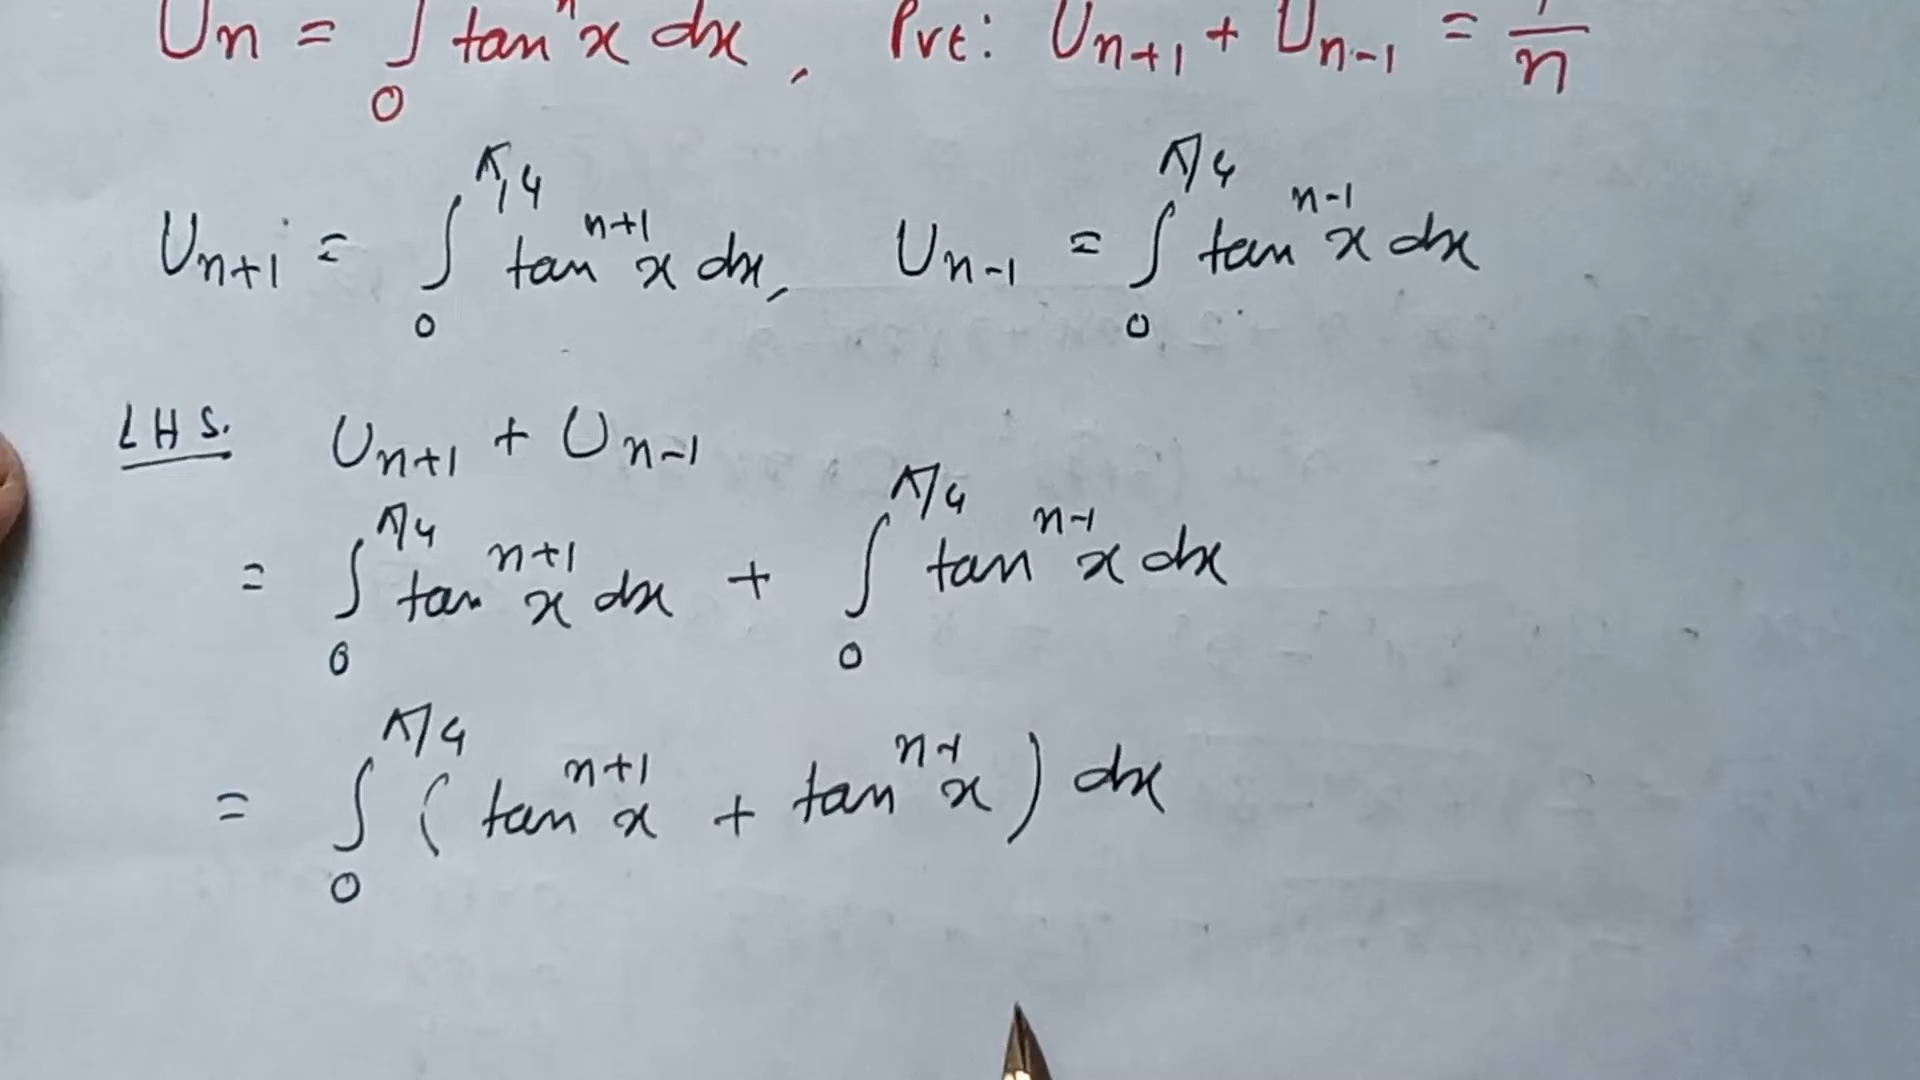 Un = ∫₀ tanⁿx dx, Pvt: Uₙ₊₁ + Uₙ₋₁ = 1/n
Uₙ₊₁ = ∫₀^(π/4) tanⁿ⁺¹x dx, Uₙ₋₁ = ∫₀^(π/4) tanⁿ⁻¹x dx
LHS. Uₙ₊₁ + Uₙ₋₁
= ∫₀^(π/4) tanⁿ⁺¹x dx + ∫₀^(π/4) tanⁿ⁻¹x dx
= ∫₀^(π/4) (tanⁿ⁺¹x + tanⁿ⁻¹x) dx